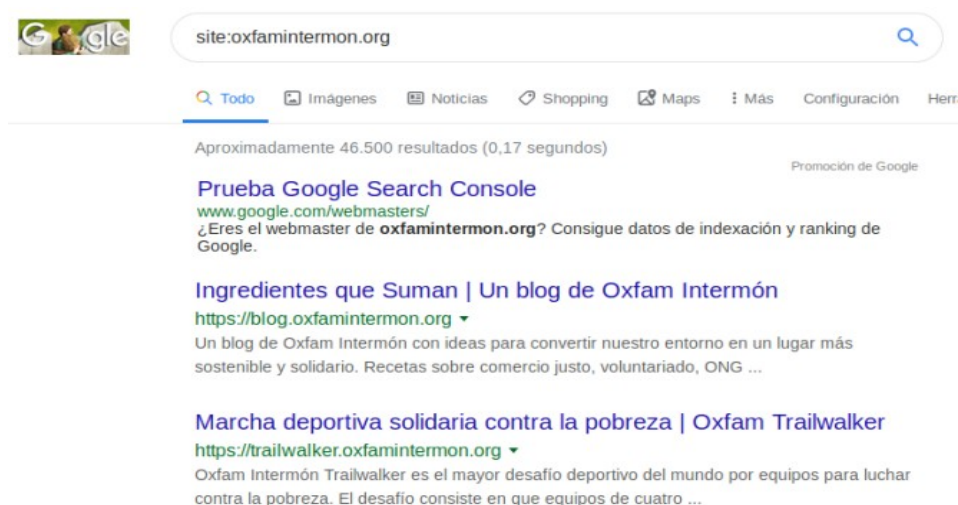 Google
site:oxfamintermon.org
Todo Imágenes Noticias Shopping Maps Más Configuración
Aproximadamente 46.500 resultados (0,17 segundos)
Promoción de Google
Prueba Google Search Console
www.google.com/webmasters/
¿Eres el webmaster de oxfamintermon.org? Consigue datos de indexación y ranking de
Google.
Ingredientes que Suman | Un blog de Oxfam Intermón
https://blog.oxfamintermon.org
Un blog de Oxfam Intermón con ideas para convertir nuestro entorno en un lugar más
sostenible y solidario. Recetas sobre comercio justo, voluntariado, ONG ...
Marcha deportiva solidaria contra la pobreza | Oxfam Trailwalker
https://trailwalker.oxfamintermon.org
Oxfam Intermón Trailwalker es el mayor desafío deportivo del mundo por equipos para luchar
contra la pobreza. El desafío consiste en que equipos de cuatro ...